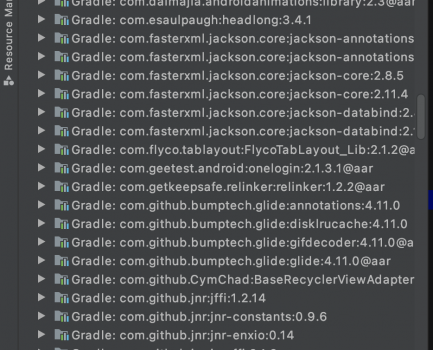 Resource Ma
Gradle: com.daimajia.androidanimations:library:2.3@aar
Gradle: com.esaulpaugh:headlong:3.4.1
Gradle: com.fasterxml.jackson.core:jackson-annotations
Gradle: com.fasterxml.jackson.core:jackson-annotations
Gradle: com.fasterxml.jackson.core:jackson-core:2.8.5
Gradle: com.fasterxml.jackson.core:jackson-core:2.11.4
Gradle: com.fasterxml.jackson.core:jackson-databind:2.
Gradle: com.fasterxml.jackson.core:jackson-databind:2.
Gradle: com.flyco.tablayout:FlycoTabLayout_Lib:2.1.2@a
Gradle: com.geetest.android:onelogin:2.1.3.1@aar
Gradle: com.getkeepsafe.relinker:relinker:1.2.2@aar
Gradle: com.github.bumptech.glide:annotations:4.11.0
Gradle: com.github.bumptech.glide:disklrucache:4.11.0
Gradle: com.github.bumptech.glide:gifdecoder:4.11.0@a
Gradle: com.github.bumptech.glide:glide:4.11.0@aar
Gradle: com.github.CymChad:BaseRecyclerViewAdapter
Gradle: com.github.jnr:jffi:1.2.14
Gradle: com.github.jnr:jnr-constants:0.9.6
Gradle: com.github.jnr:jnr-enxio:0.14